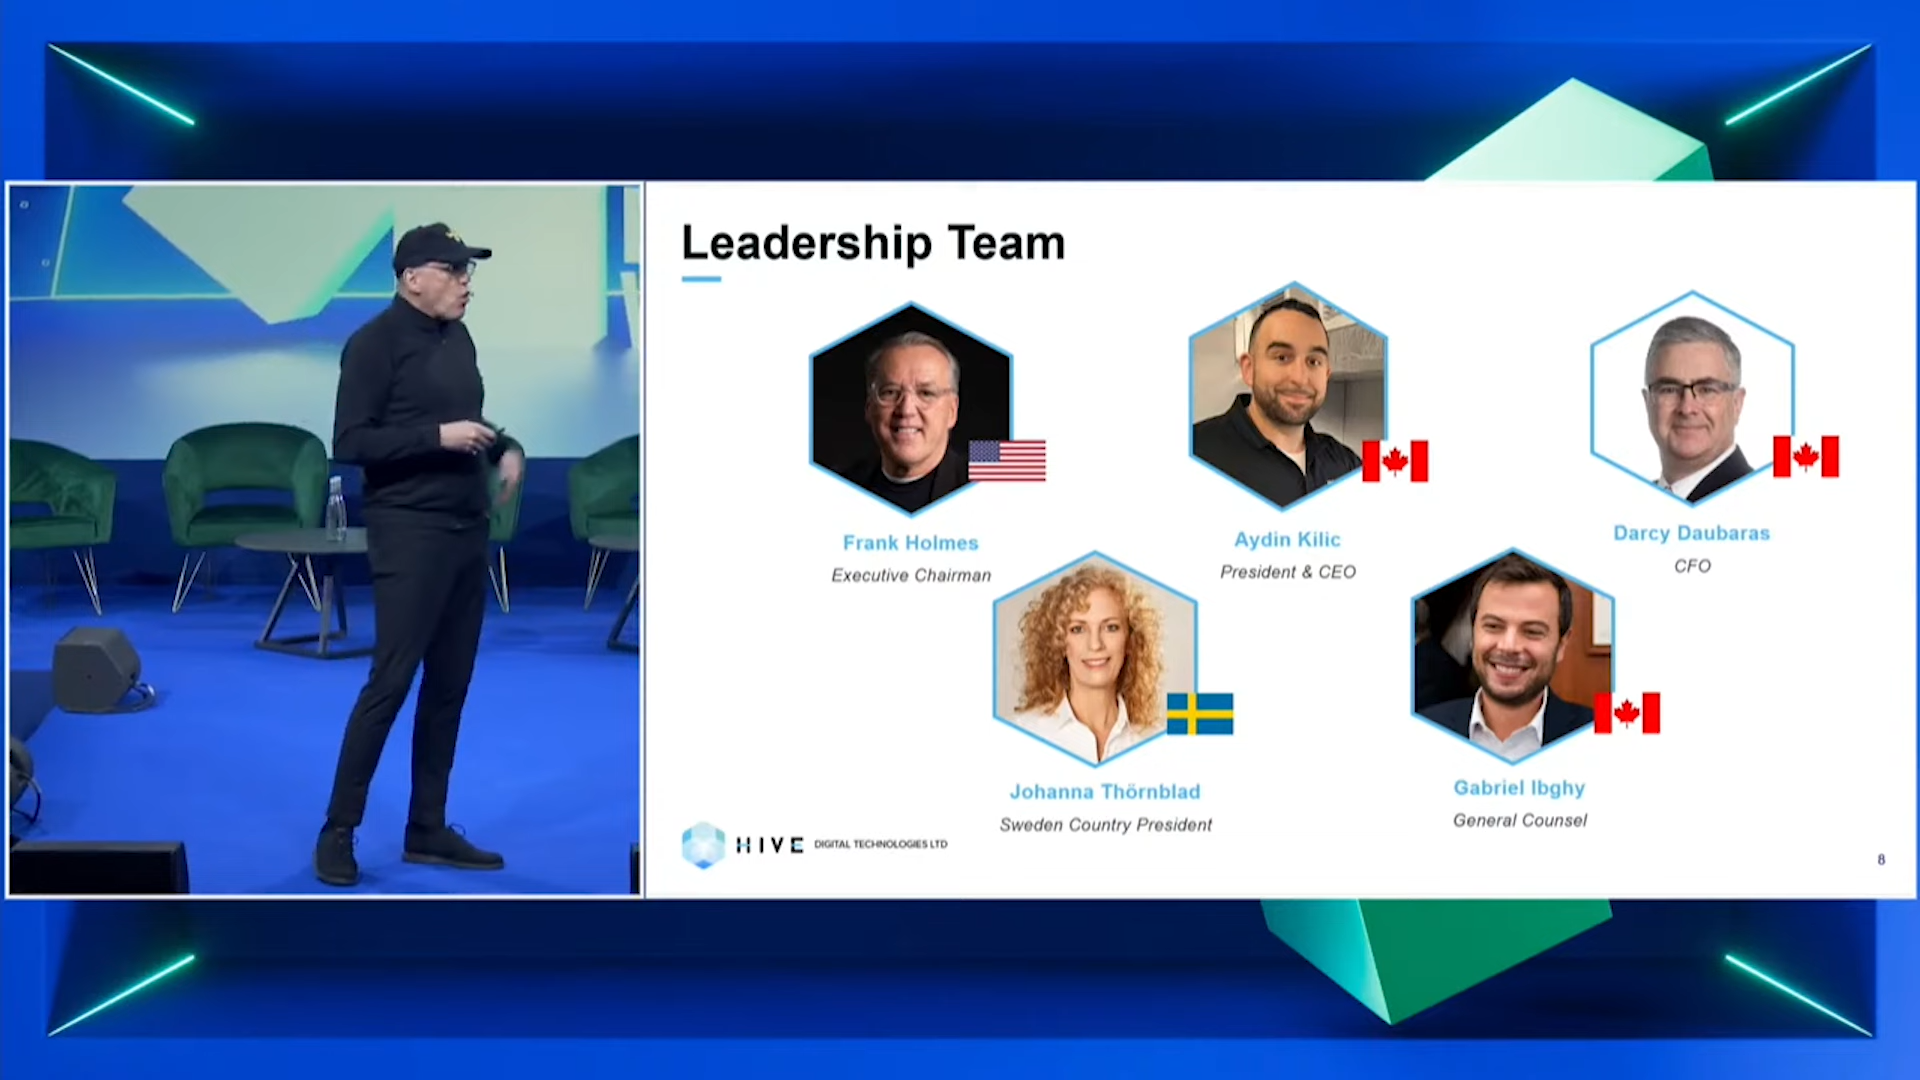 Leadership Team
Frank Holmes
Executive Chairman
Aydin Kilic
President & CEO
Darcy Daubaras
CFO
Johanna Thörnblad
Sweden Country President
Gabriel Ibghy
General Counsel
HIVE DIGITAL TECHNOLOGIES LTD
8